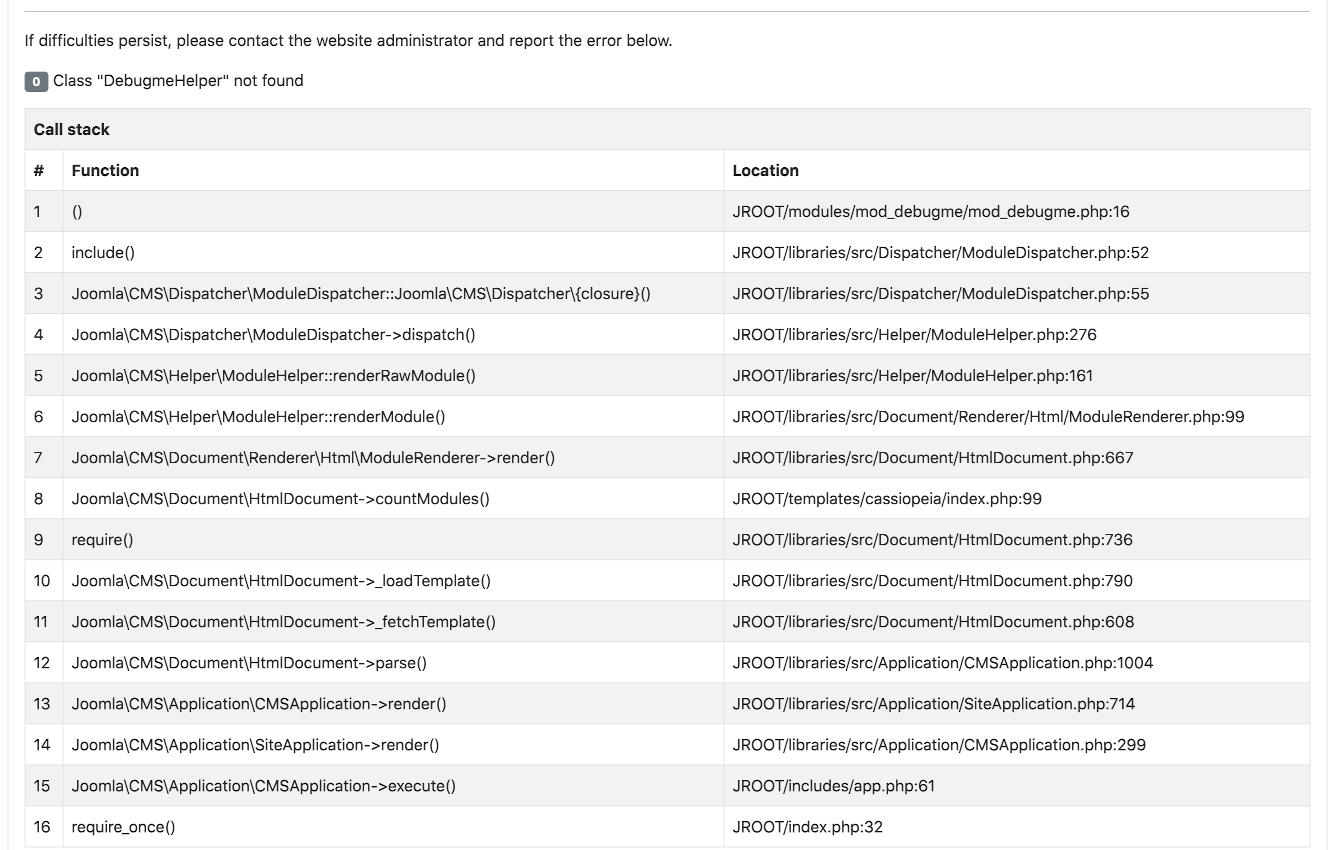 If difficulties persist, please contact the website administrator and report the error below.
0 Class "DebugmeHelper" not found
Call stack
# Function Location
1 () JROOT/modules/mod_debugme/mod_debugme.php:16
2 include() JROOT/libraries/src/Dispatcher/ModuleDispatcher.php:52
3 Joomla\CMS\Dispatcher\ModuleDispatcher::Joomla\CMS\Dispatcher\{closure}() JROOT/libraries/src/Dispatcher/ModuleDispatcher.php:55
4 Joomla\CMS\Dispatcher\ModuleDispatcher->dispatch() JROOT/libraries/src/Helper/ModuleHelper.php:276
5 Joomla\CMS\Helper\ModuleHelper::renderRawModule() JROOT/libraries/src/Helper/ModuleHelper.php:161
6 Joomla\CMS\Helper\ModuleHelper::renderModule() JROOT/libraries/src/Document/Renderer/Html/ModuleRenderer.php:99
7 Joomla\CMS\Document\Renderer\Html\ModuleRenderer->render() JROOT/libraries/src/Document/HtmlDocument.php:667
8 Joomla\CMS\Document\HtmlDocument->countModules() JROOT/templates/cassiopeia/index.php:99
9 require() JROOT/libraries/src/Document/HtmlDocument.php:736
10 Joomla\CMS\Document\HtmlDocument->_loadTemplate() JROOT/libraries/src/Document/HtmlDocument.php:790
11 Joomla\CMS\Document\HtmlDocument->_fetchTemplate() JROOT/libraries/src/Document/HtmlDocument.php:608
12 Joomla\CMS\Document\HtmlDocument->parse() JROOT/libraries/src/Application/CMSApplication.php:1004
13 Joomla\CMS\Application\CMSApplication->render() JROOT/libraries/src/Application/SiteApplication.php:714
14 Joomla\CMS\Application\SiteApplication->render() JROOT/libraries/src/Application/CMSApplication.php:299
15 Joomla\CMS\Application\CMSApplication->execute() JROOT/includes/app.php:61
16 require_once() JROOT/index.php:32